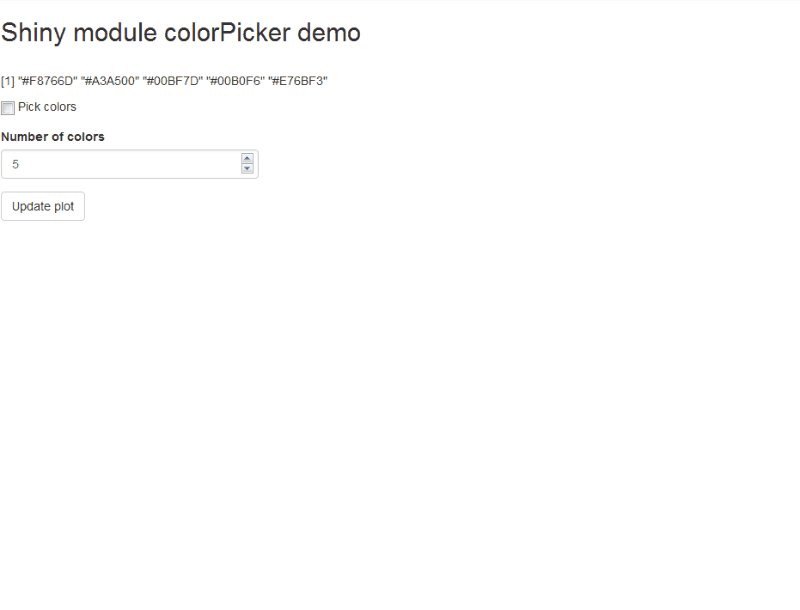 Shiny module colorPicker demo
[1] "#F8766D" "#A3A500" "#00BF7D" "#00B0F6" "#E76BF3"
Pick colors
Number of colors
5
Update plot